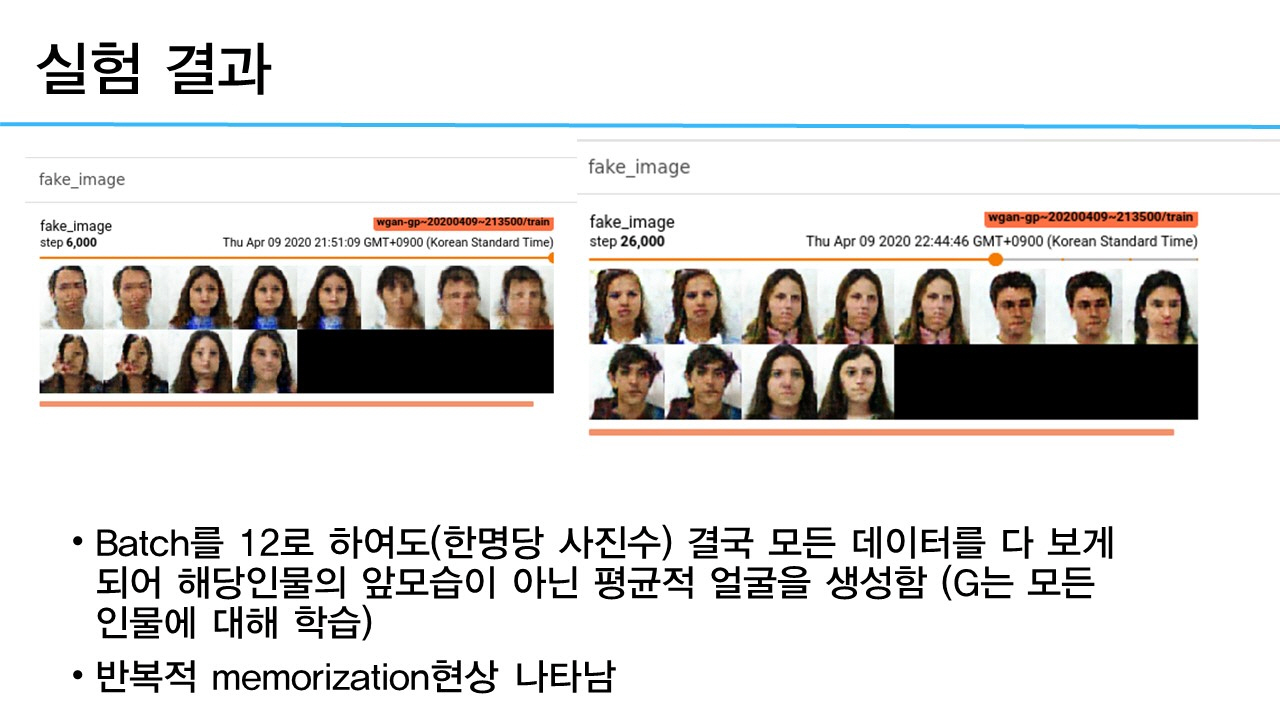 실험 결과
fake_image
fake_image
wgan-gp~20200409~213500/train
step 6,000
Thu Apr 09 2020 21:51:09 GMT+0900 (Korean Standard Time)
fake_image
fake_image
wgan-gp~20200409~213500/train
step 26,000
Thu Apr 09 2020 22:44:46 GMT+0900 (Korean Standard Time)
• Batch를 12로 하여도(한명당 사진수) 결국 모든 데이터를 다 보게
되어 해당인물의 앞모습이 아닌 평균적 얼굴을 생성함 (G는 모든
인물에 대해 학습)
• 반복적 memorization현상 나타남